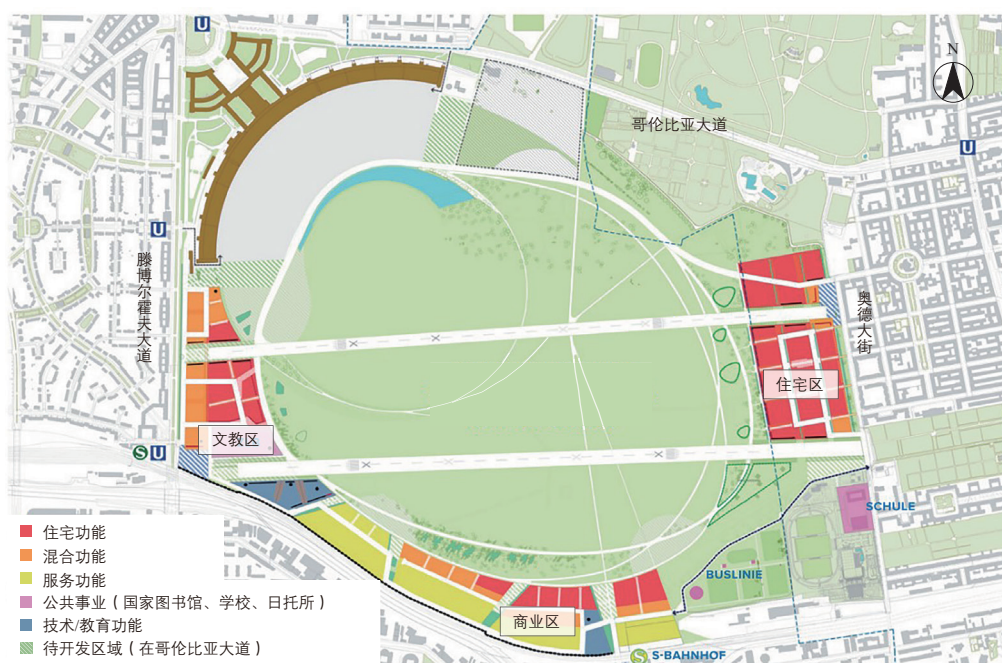 U
N
哥伦比亚大道
U
U
滕博尔霍夫大道
奥德大街
住宅区
文教区
S U
SCHULE
BUSLINIE
商业区
S S-BAHNHOF
住宅功能
混合功能
服务功能
公共事业（国家图书馆、学校、日托所）
技术/教育功能
待开发区域（在哥伦比亚大道）